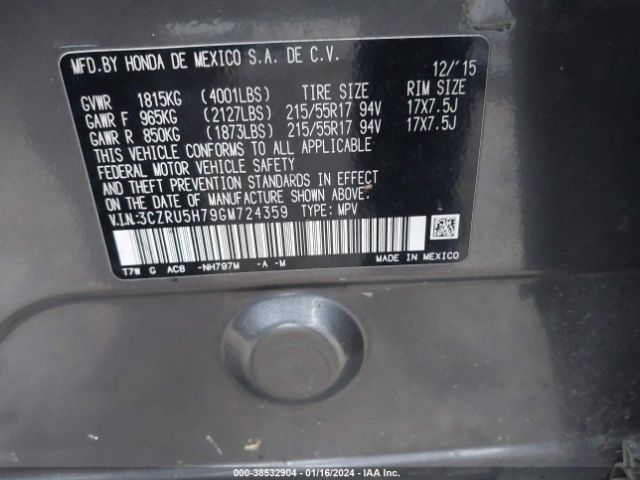 MFD.BY HONDA DE MEXICO S.A. DE C.V. 12/'15
GVWR 1815KG (4001LBS) TIRE SIZE RIM SIZE
GAWR F 965KG (2127LBS) 215/55R17 94V 17X7.5J
GAWR R 850KG (1873LBS) 215/55R17 94V 17X7.5J
THIS VEHICLE CONFORMS TO ALL APPLICABLE
FEDERAL MOTOR VEHICLE SAFETY
AND THEFT PREVENTION STANDARDS IN EFFECT
ON THE DATE OF MANUFACTURE SHOWN ABOVE.
V.I.N:3CZRU5H79GM724359 TYPE: MPV
T7W G AC8 -NH797M -A -M MADE IN MEXICO
000-38532904 - 01/16/2024 - IAA Inc.